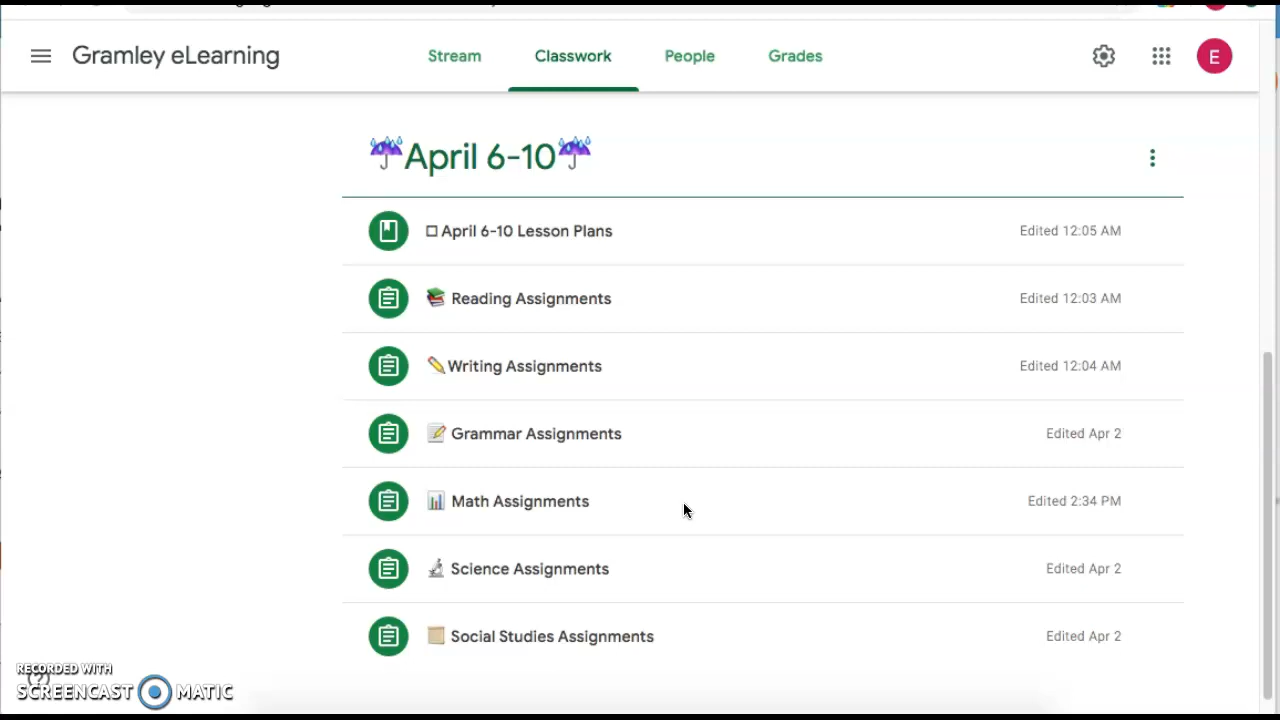 Gramley eLearning Stream Classwork People Grades E
☔April 6-10☔
☐ April 6-10 Lesson Plans Edited 12:05 AM
📚 Reading Assignments Edited 12:03 AM
✏️Writing Assignments Edited 12:04 AM
📝 Grammar Assignments Edited Apr 2
📊 Math Assignments Edited 2:34 PM
🔬 Science Assignments Edited Apr 2
📜 Social Studies Assignments Edited Apr 2
RECORDED WITH
SCREENCAST MATIC